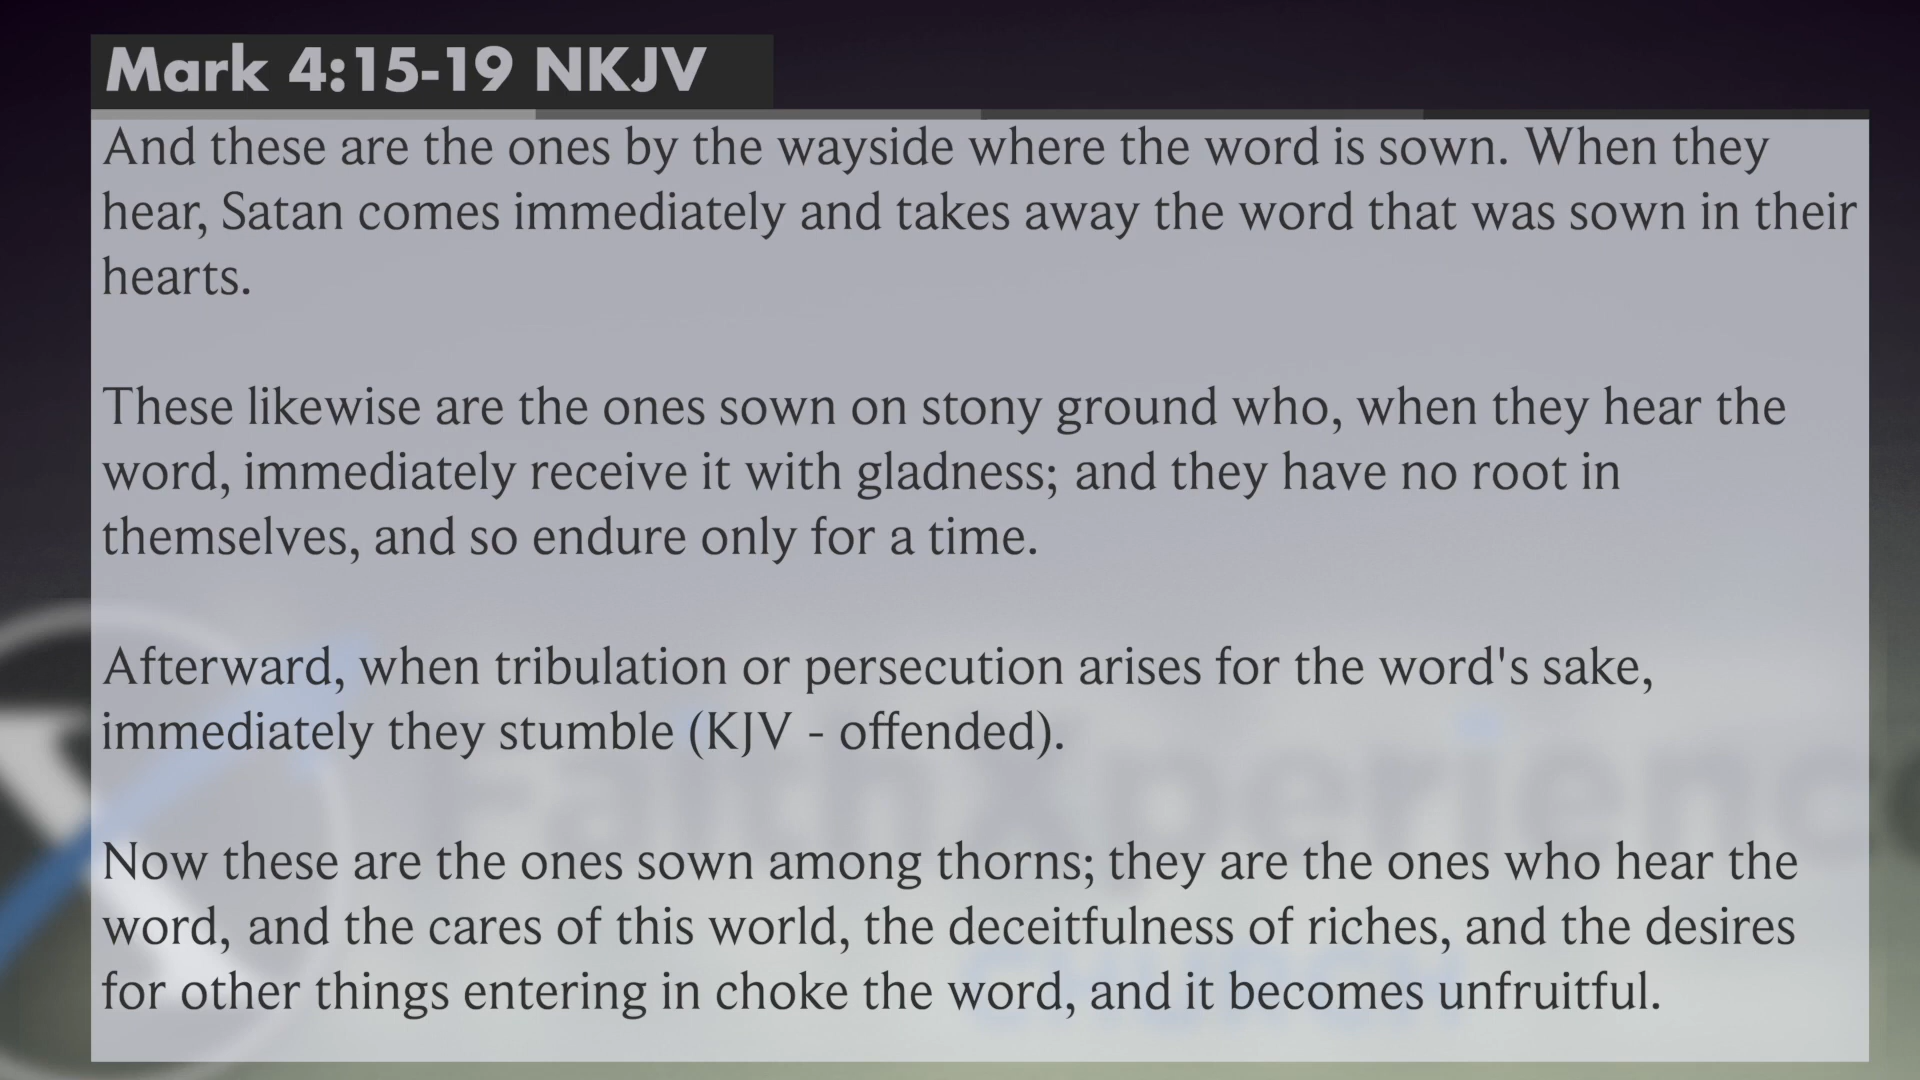 Mark 4:15-19 NKJV
And these are the ones by the wayside where the word is sown. When they
hear, Satan comes immediately and takes away the word that was sown in their
hearts.
These likewise are the ones sown on stony ground who, when they hear the
word, immediately receive it with gladness; and they have no root in
themselves, and so endure only for a time.
Afterward, when tribulation or persecution arises for the word's sake,
immediately they stumble (KJV - offended).
Now these are the ones sown among thorns; they are the ones who hear the
word, and the cares of this world, the deceitfulness of riches, and the desires
for other things entering in choke the word, and it becomes unfruitful.
FaithXperience
CHURCH